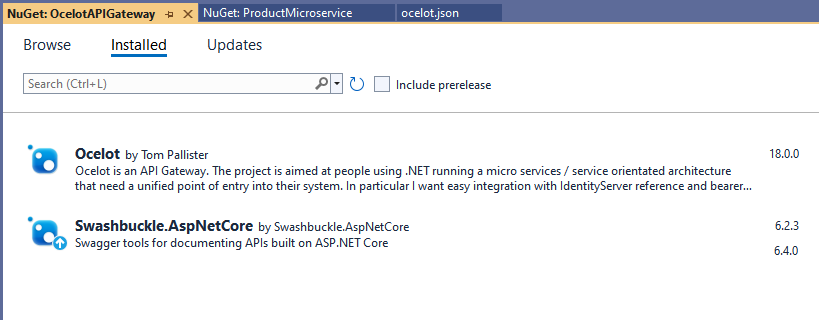 NuGet: OcelotAPIGateway NuGet: ProductMicroservice ocelot.json
Browse Installed Updates
Search (Ctrl+L) Include prerelease
Ocelot by Tom Pallister 18.0.0
Ocelot is an API Gateway. The project is aimed at people using .NET running a micro services / service orientated architecture
that need a unified point of entry into their system. In particular I want easy integration with IdentityServer reference and bearer...
Swashbuckle.AspNetCore by Swashbuckle.AspNetCore 6.2.3
Swagger tools for documenting APIs built on ASP.NET Core 6.4.0